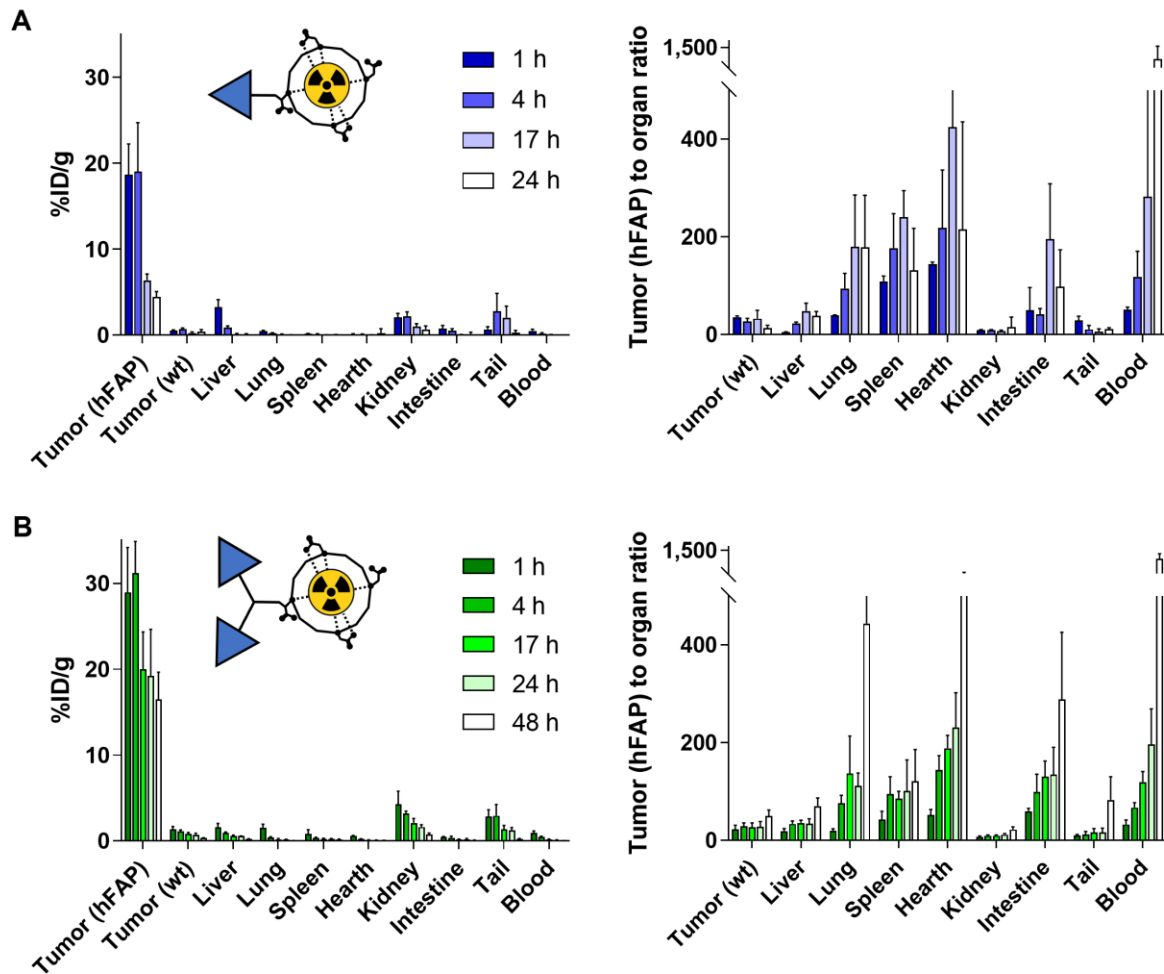 A
%ID/g
30
20
10
0
1 h
4 h
17 h
24 h
Tumor (hFAP)
Tumor (wt)
Liver
Lung
Spleen
Hearth
Kidney
Intestine
Tail
Blood
Tumor (hFAP) to organ ratio
1,500
400
200
0
Tumor (wt)
Liver
Lung
Spleen
Hearth
Kidney
Intestine
Tail
Blood
B
%ID/g
30
20
10
0
1 h
4 h
17 h
24 h
48 h
Tumor (hFAP)
Tumor (wt)
Liver
Lung
Spleen
Hearth
Kidney
Intestine
Tail
Blood
Tumor (hFAP) to organ ratio
1,500
400
200
0
Tumor (wt)
Liver
Lung
Spleen
Hearth
Kidney
Intestine
Tail
Blood